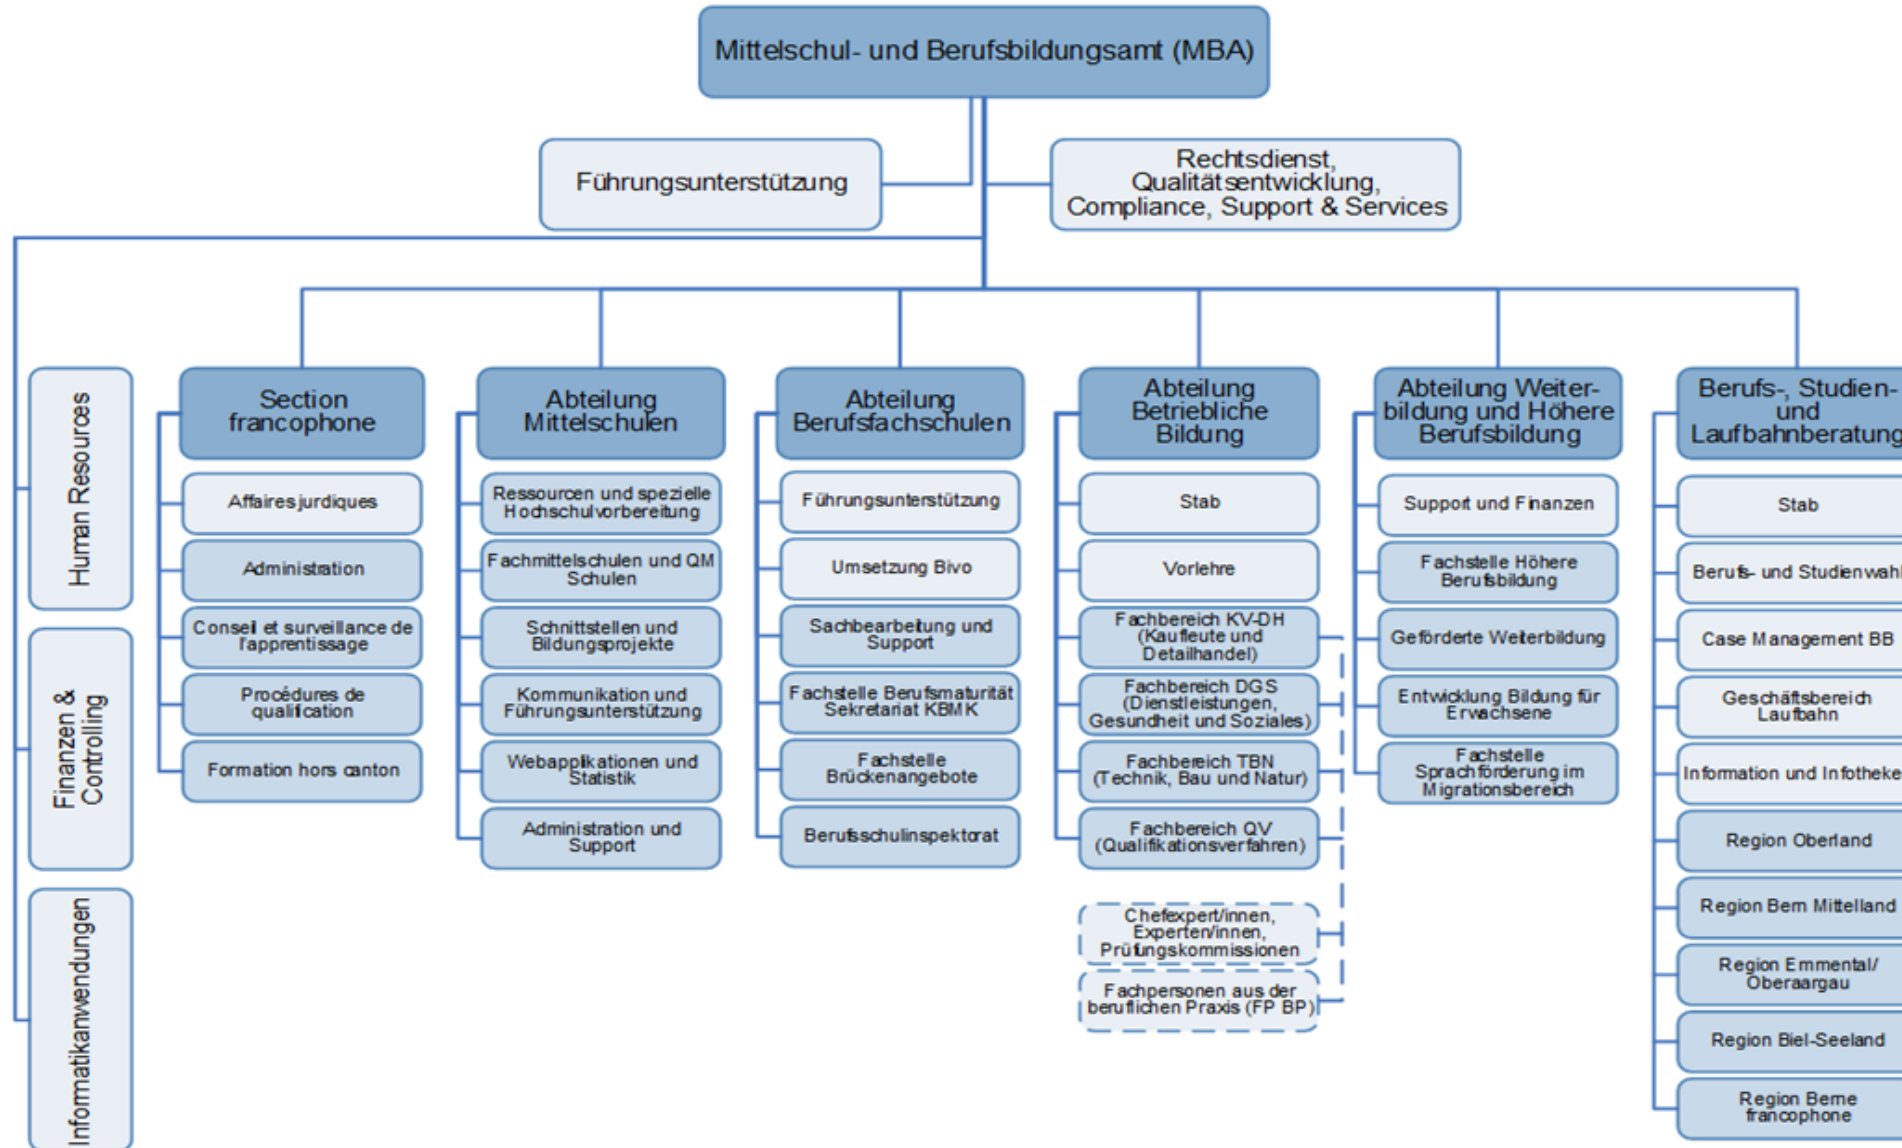 Mittelschul- und Berufsbildungsamt (MBA)
Führungsunterstützung
Rechtsdienst,
Qualitätsentwicklung,
Compliance, Support & Services
Human Resources
Finanzen &
Controlling
Informatikanwendungen
Section
francophone
Affaires jurdiques
Administration
Conseil et surveillance de
l'apprentissage
Procédures de
qualification
Formation hors canton
Abteilung
Mittelschulen
Ressourcen und spezielle
Hochschulvorbereitung
Fachmittelschulen und QM
Schulen
Schnittstellen und
Bildungsprojekte
Kommunikation und
Führungsunterstützung
Webapplikationen und
Statistik
Administration und
Support
Abteilung
Berufsfachschulen
Führungsunterstützung
Umsetzung Bivo
Sachbearbeitung und
Support
Fachstelle Berufsmaturität
Sekretariat KBMK
Fachstelle
Brückenangebote
Berufsschulinspektorat
Abteilung
Betriebliche
Bildung
Stab
Vorlehre
Fachbereich KV-DH
(Kaufleute und
Detailhandel)
Fachbereich DGS
(Dienstleistungen,
Gesundheit und Soziales)
Fachbereich TBN
(Technik, Bau und Natur)
Fachbereich QV
(Qualifikationsverfahren)
Chefexpert/innen,
Experten/innen,
Prüfungskommissionen
Fachpersonen aus der
beruflichen Praxis (FP BP)
Abteilung Weiter-
bildung und Höhere
Berufsbildung
Support und Finanzen
Fachstelle Höhere
Berufsbildung
Geförderte Weiterbildung
Entwicklung Bildung für
Erwachsene
Fachstelle
Sprachförderung im
Migrationsbereich
Berufs-, Studien-
und
Laufbahnberatung
Stab
Berufs- und Studienwahl
Case Management BB
Geschäftsbereich
Laufbahn
Information und Infotheke
Region Oberland
Region Bern Mittelland
Region Emmental/
Oberaargau
Region Biel-Seeland
Region Berne
francophone